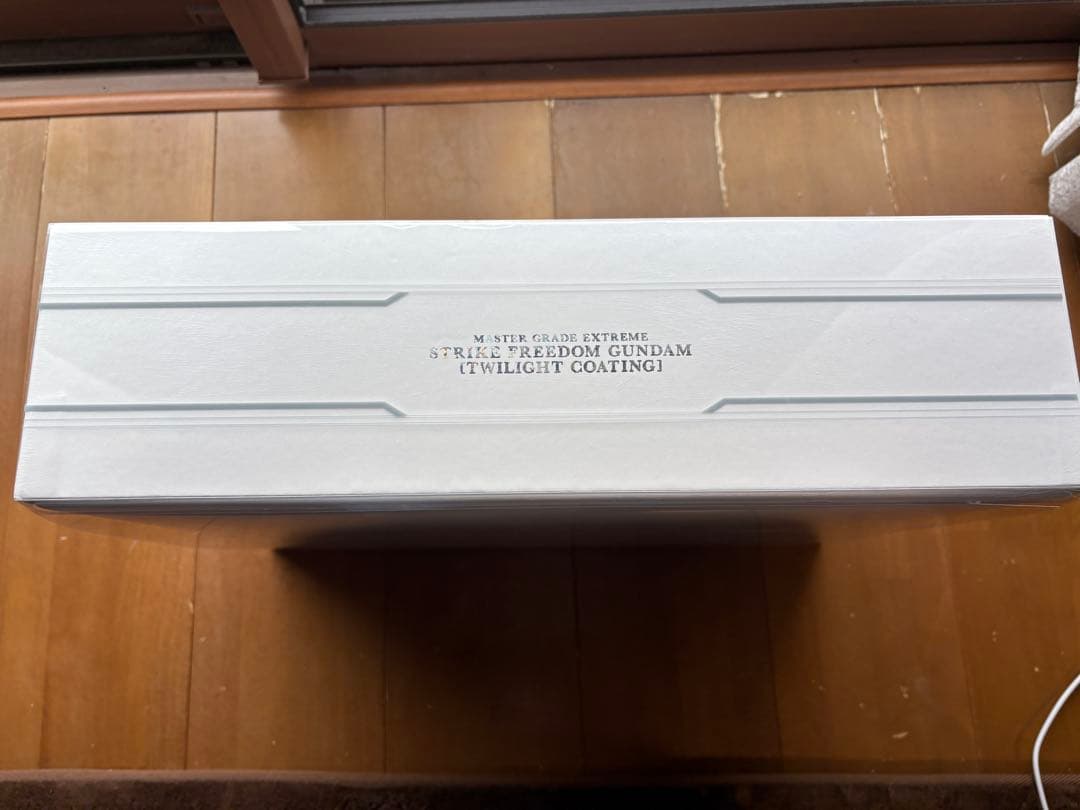 MASTER GRADE EXTREME
STRIKE FREEDOM GUNDAM
[TWILIGHT COATING]